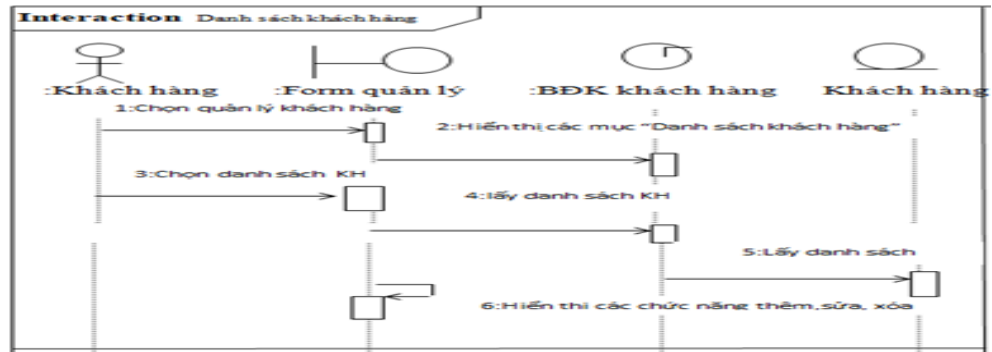 Interaction Danh sách khách hàng
:Khách hàng :Form quản lý :BĐK khách hàng Khách hàng
1:Chọn quản lý khách hàng
2:Hiển thị các mục “Danh sách khách hàng”
3:Chọn danh sách KH
4:lấy danh sách KH
5:Lấy danh sách
6:Hiển thi các chức năng thêm,sửa, xóa